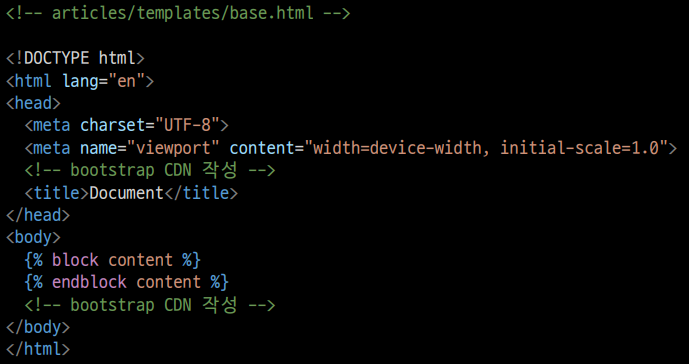 <!-- articles/templates/base.html -->
<!DOCTYPE html>
<html lang="en">
<head>
<meta charset="UTF-8">
<meta name="viewport" content="width=device-width, initial-scale=1.0">
<!-- bootstrap CDN 작성 -->
<title>Document</title>
</head>
<body>
{% block content %}
{% endblock content %}
<!-- bootstrap CDN 작성 -->
</body>
</html>